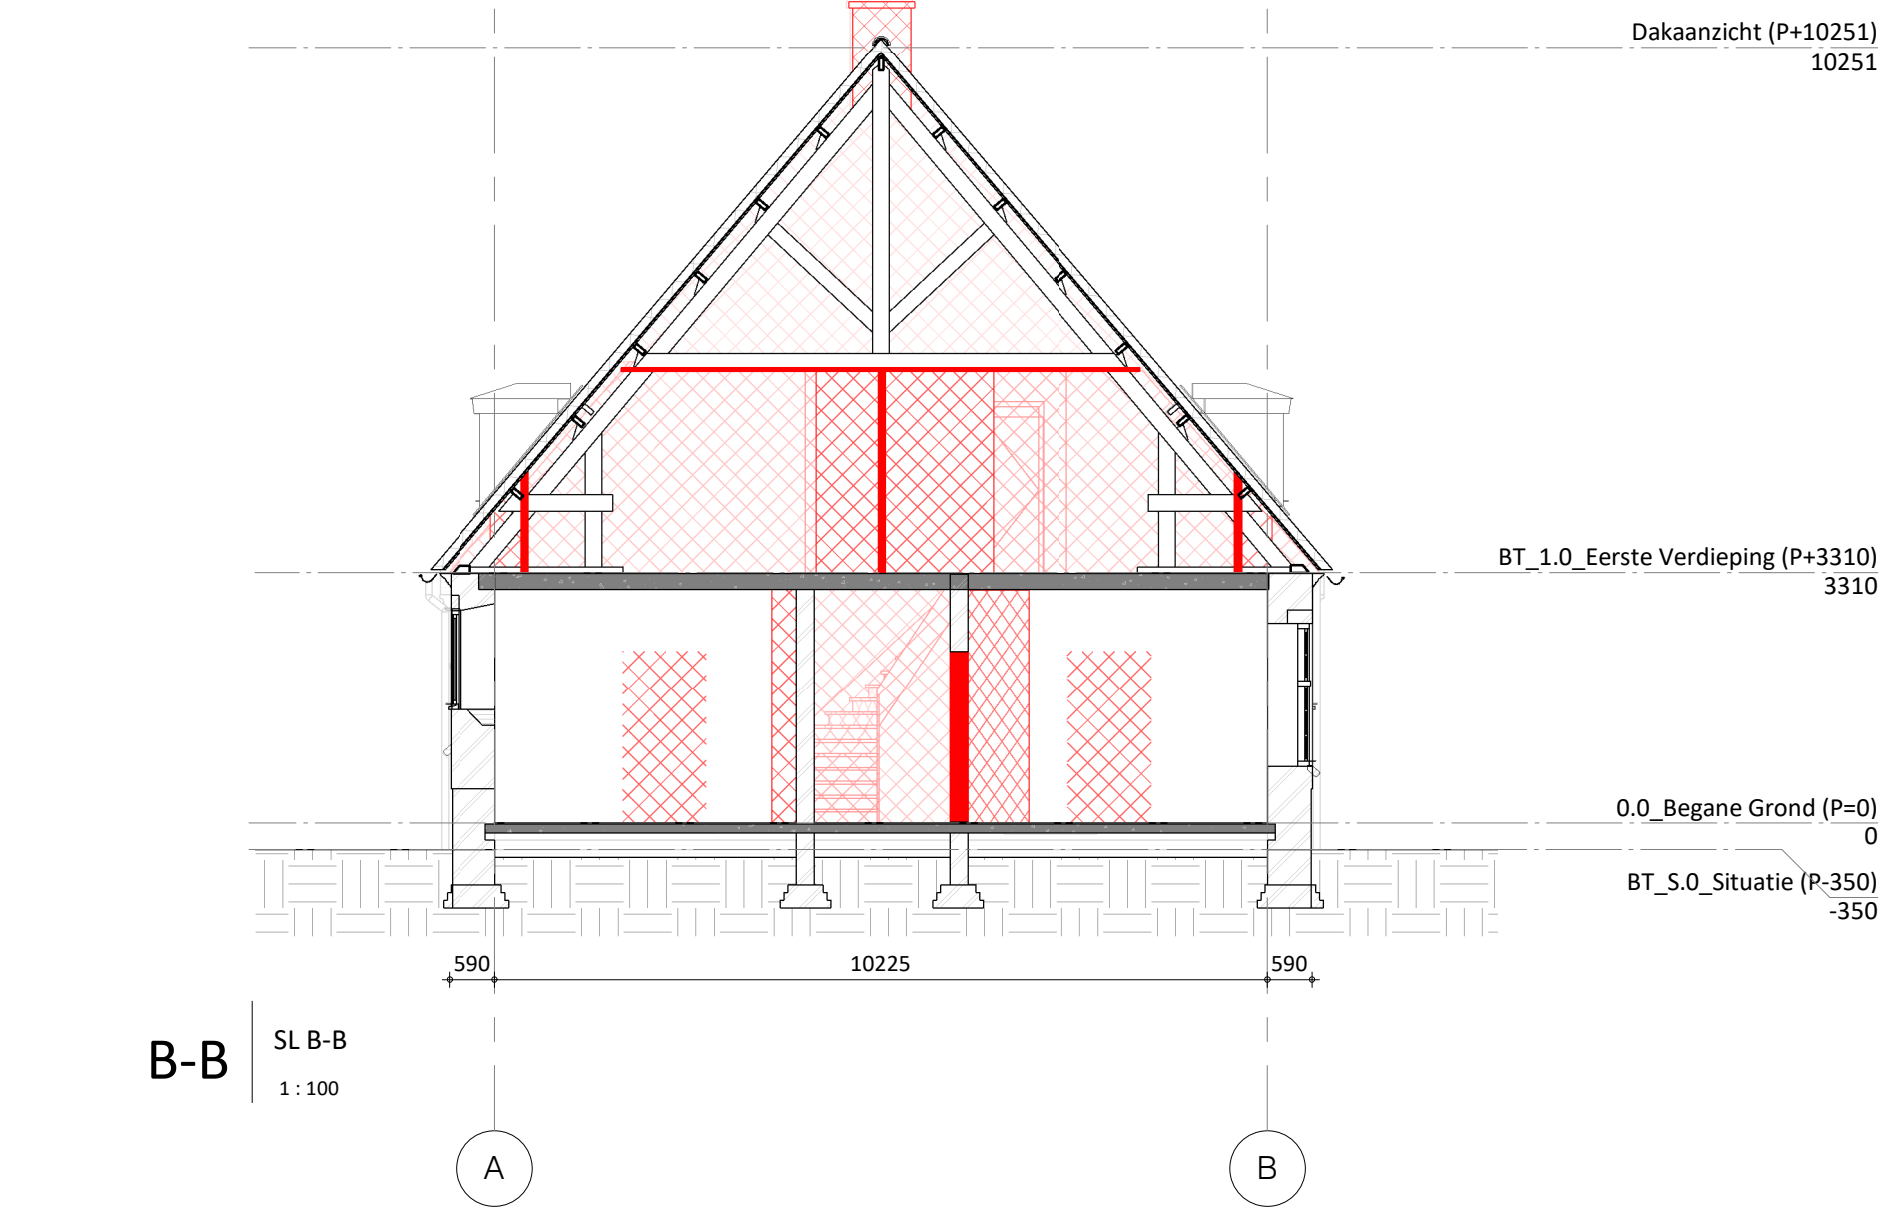 Dakaanzicht (P+10251)
10251
BT_1.0_Eerste Verdieping (P+3310)
3310
0.0_Begane Grond (P=0)
0
BT_S.0_Situatie (P-350)
-350
590
10225
590
B-B
SL B-B
1 : 100
A
B